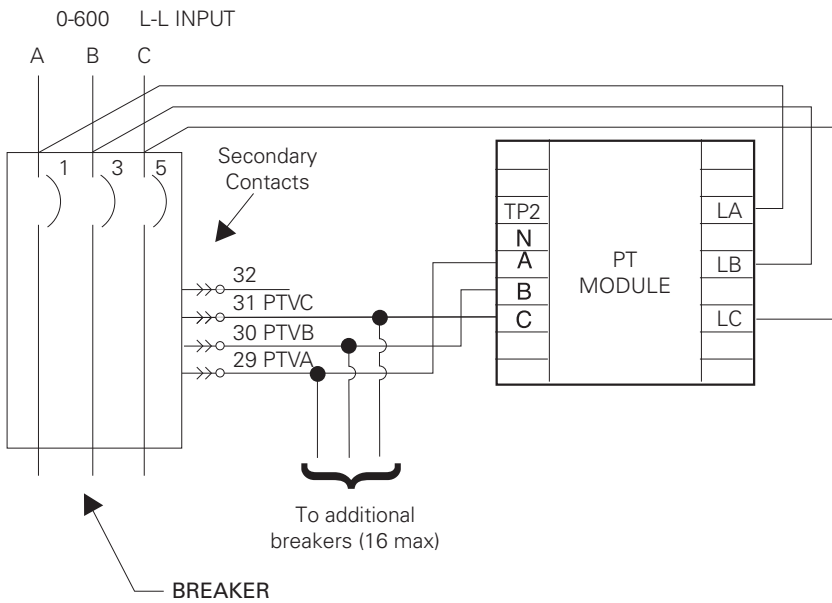 0-600 L-L INPUT
A B C
1 3 5
Secondary
Contacts
32
31 PTVC
30 PTVB
29 PTVA
To additional
breakers (16 max)
BREAKER
TP2
N
A
B
C
PT
MODULE
LA
LB
LC